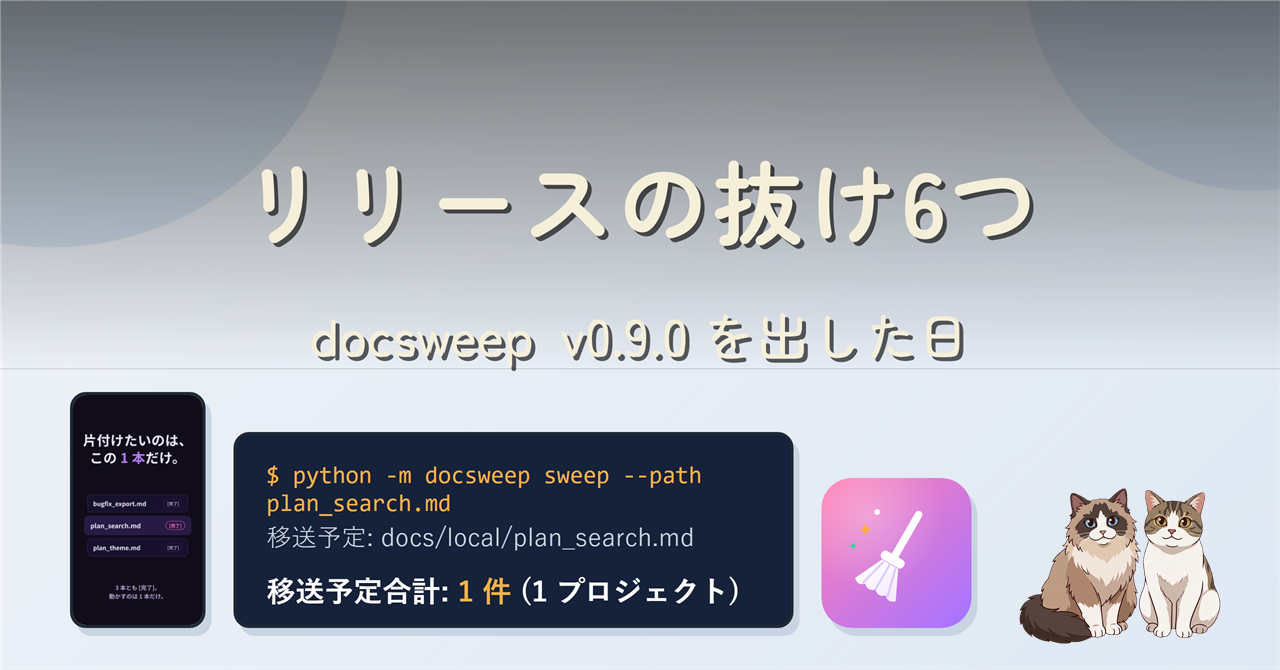 リリースの抜け6つ
docsweep v0.9.0 を出した日
片付けたいのは、
この 1 本だけ。
bugfix_export.md [完了]
plan_search.md [完了]
plan_theme.md [完了]
3 本とも [完了]。
動かすのは 1 本だけ。
$ python -m docsweep sweep --path
plan_search.md
移送予定: docs/local/plan_search.md
移送予定合計: 1 件 (1 プロジェクト)